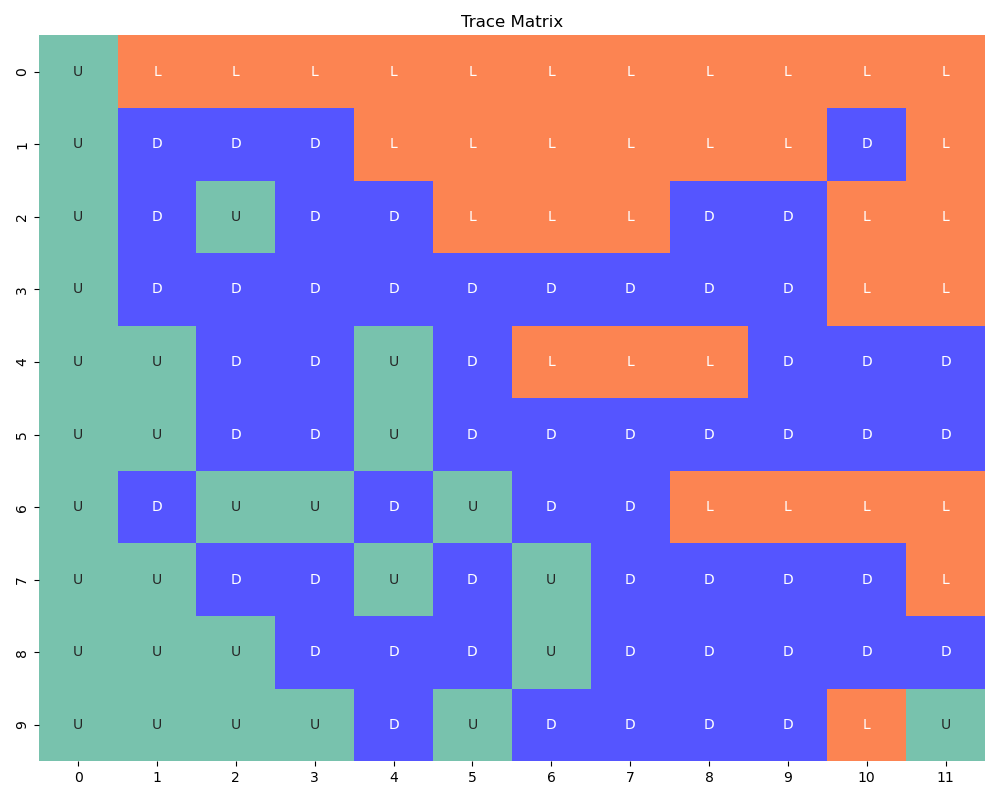 Trace Matrix
0 U L L L L L L L L L L L
1 U D D D L L L L L L D L
2 U D U D D L L L D D L L
3 U D D D D D D D D D L L
4 U U D D U D L L L D D D
5 U U D D U D D D D D D D
6 U D U U D U D D L L L L
7 U U D D U D U D D D D L
8 U U U D D D U D D D D D
9 U U U U D U D D D D L U
0 1 2 3 4 5 6 7 8 9 10 11